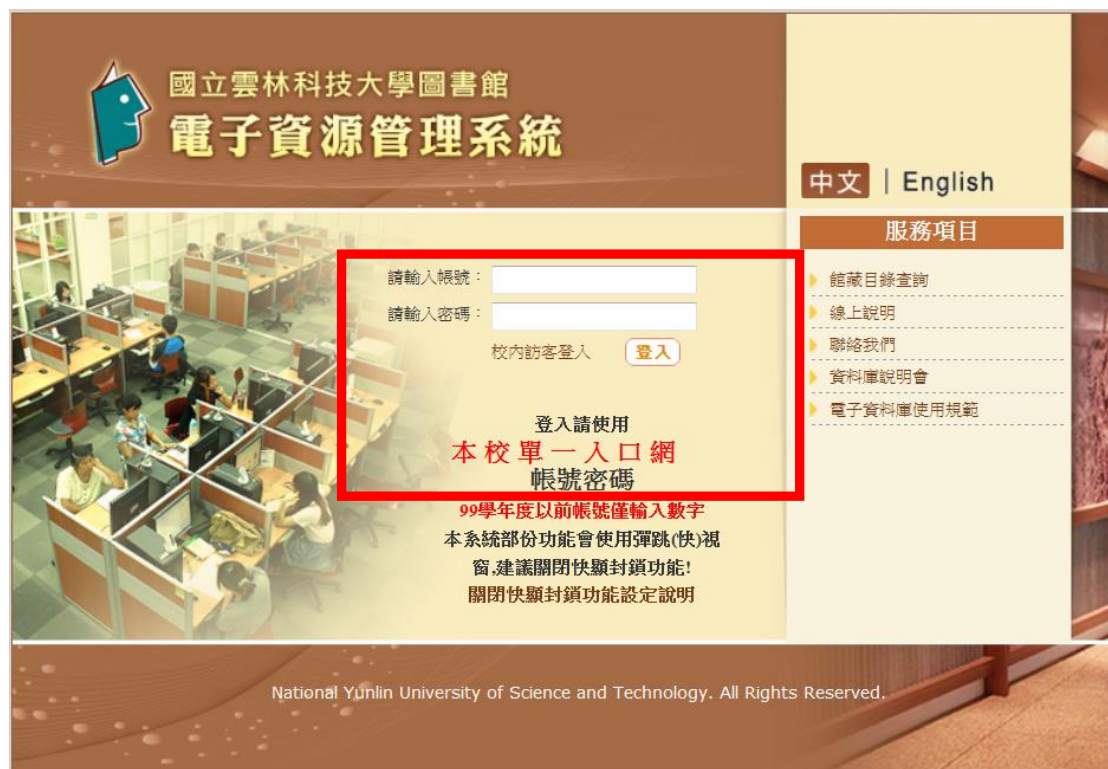 國立雲林科技大學圖書館
電子資源管理系統
中文 | English
服務項目
館藏目錄查詢
線上說明
聯絡我們
資料庫說明會
電子資料庫使用規範
請輸入帳號：
請輸入密碼：
校內訪客登入 登入
登入請使用
本校單一入口網
帳號密碼
99學年度以前帳號僅輸入數字
本系統部份功能會使用彈跳(快)視
窗,建議關閉快顯封鎖功能!
關閉快顯封鎖功能設定說明
National Yunlin University of Science and Technology. All Rights Reserved.